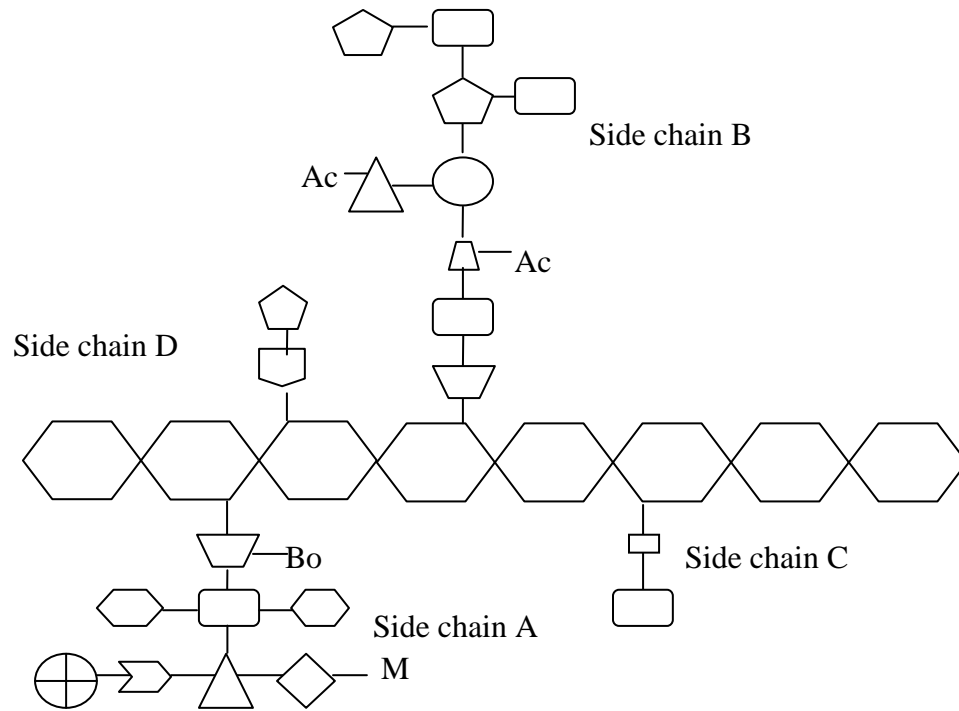 Side chain B
Ac
Ac
Side chain D
Bo
Side chain C
Side chain A
M